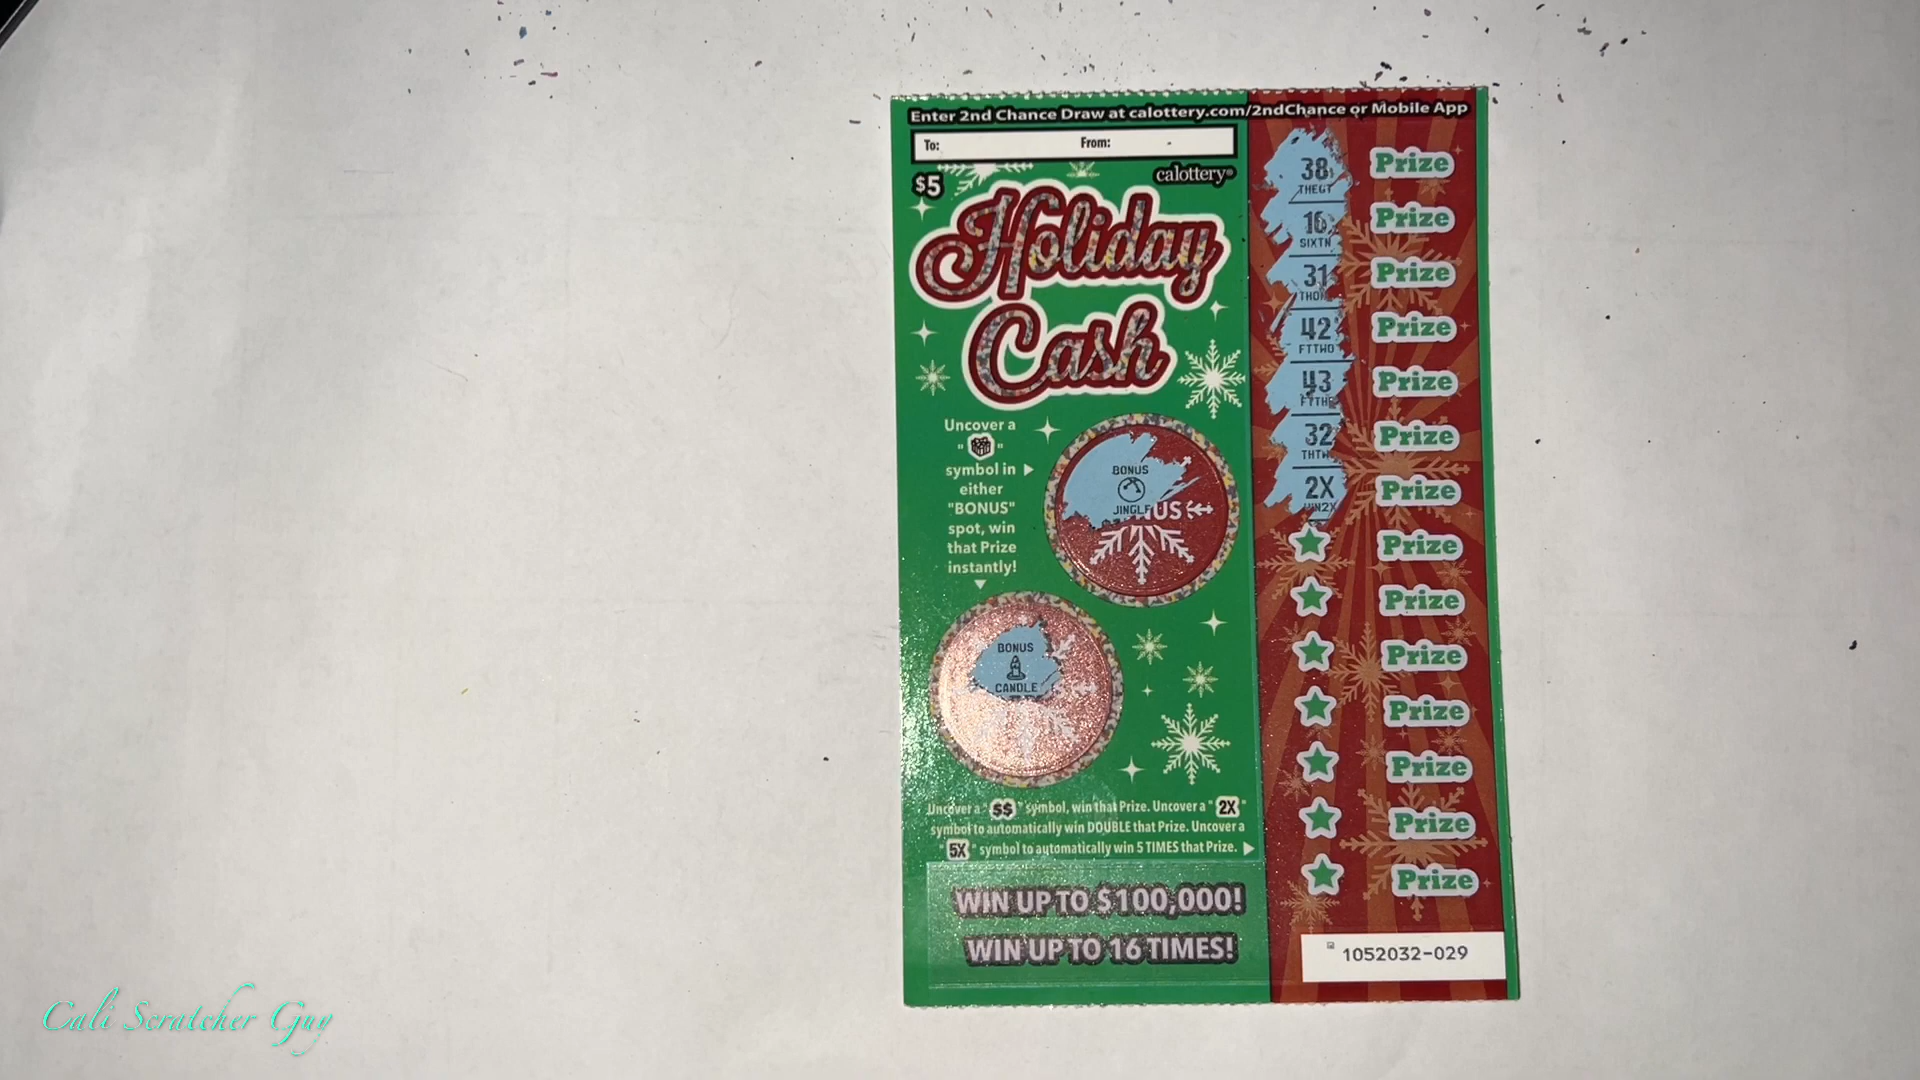 Enter 2nd Chance Draw at calottery.com/2ndChance or Mobile App
To: From:
$5 calottery
Holiday
Cash
Uncover a
" "
symbol in
either
"BONUS"
spot, win
that Prize
instantly!
BONUS
JINGLE
BONUS
CANDLE
Uncover a "$$" symbol, win that Prize. Uncover a "2X"
symbol to automatically win DOUBLE that Prize. Uncover a
"5X" symbol to automatically win 5 TIMES that Prize.
WIN UP TO $100,000!
WIN UP TO 16 TIMES!
38 Prize
THEGT
16 Prize
SIXTN
31 Prize
42 Prize
FTTWO
43 Prize
32 Prize
2X Prize
WIN2X
Prize
Prize
Prize
Prize
Prize
Prize
Prize
1052032-029
Cali Scratcher Guy